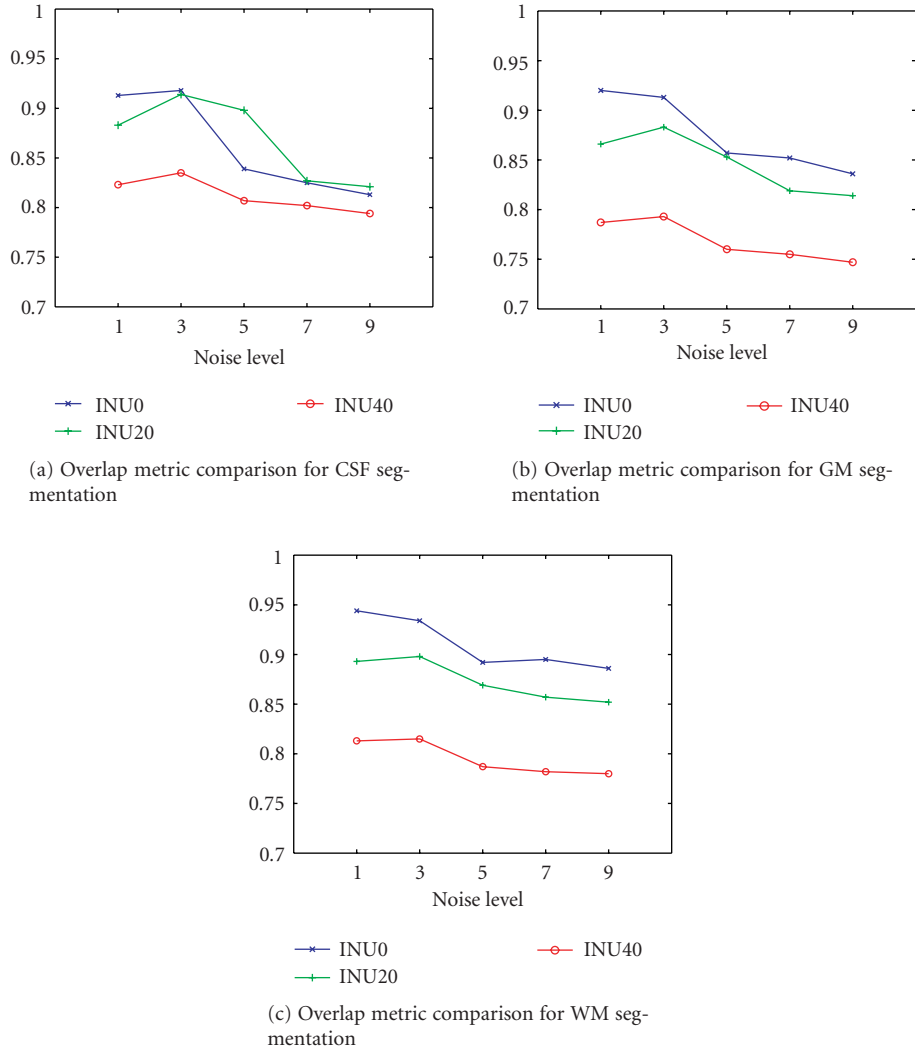 1
0.95
0.9
0.85
0.8
0.75
0.7
1 3 5 7 9
Noise level
INU0 INU40
INU20
(a) Overlap metric comparison for CSF seg-
mentation
1
0.95
0.9
0.85
0.8
0.75
0.7
1 3 5 7 9
Noise level
INU0 INU40
INU20
(b) Overlap metric comparison for GM seg-
mentation
1
0.95
0.9
0.85
0.8
0.75
0.7
1 3 5 7 9
Noise level
INU0 INU40
INU20
(c) Overlap metric comparison for WM seg-
mentation